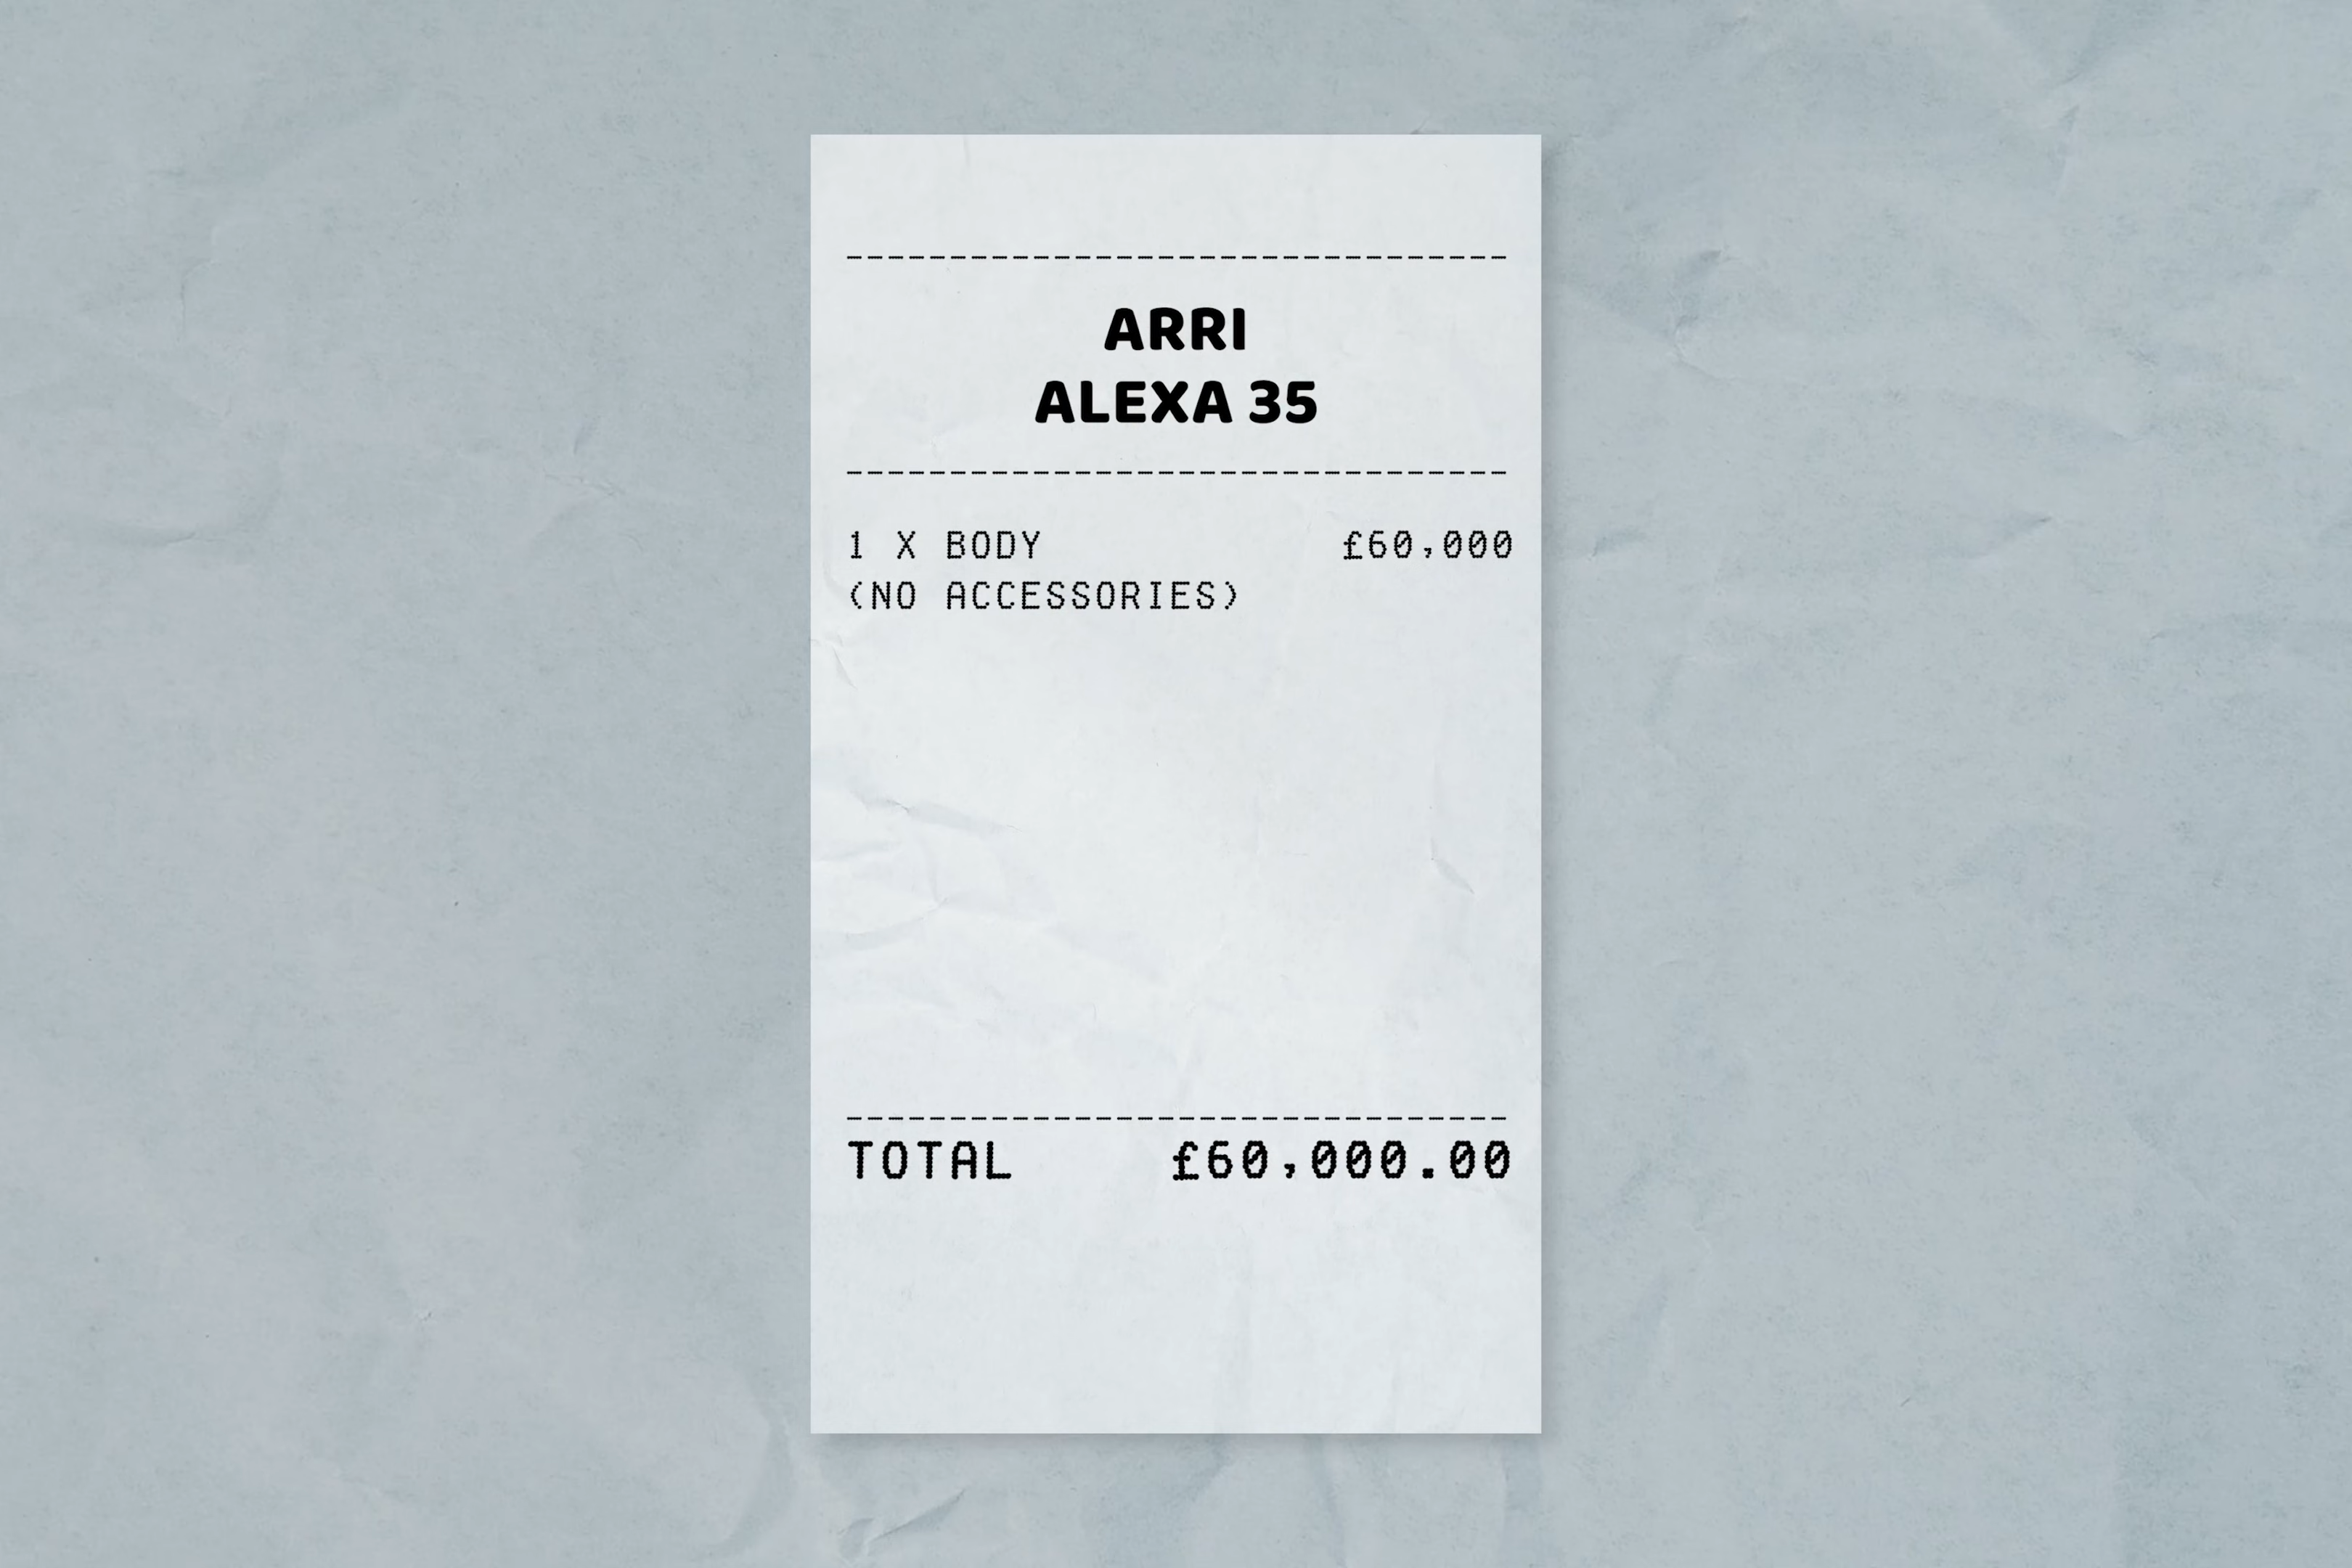 ARRI
ALEXA 35
1 X BODY £60,000
(NO ACCESSORIES)
TOTAL £60,000.00